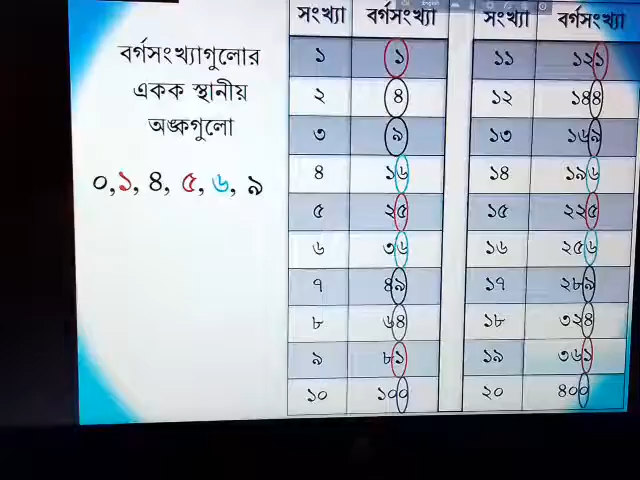 বর্গসংখ্যাগুলোর
একক স্থানীয়
অঙ্কগুলো
০,১, ৪, ৫, ৬, ৯
সংখ্যা বর্গসংখ্যা সংখ্যা বর্গসংখ্যা
১ ১ ১১ ১২১
২ ৪ ১২ ১৪৪
৩ ৯ ১৩ ১৬৯
৪ ১৬ ১৪ ১৯৬
৫ ২৫ ১৫ ২২৫
৬ ৩৬ ১৬ ২৫৬
৭ ৪৯ ১৭ ২৮৯
৮ ৬৪ ১৮ ৩২৪
৯ ৮১ ১৯ ৩৬১
১০ ১০০ ২০ ৪০০